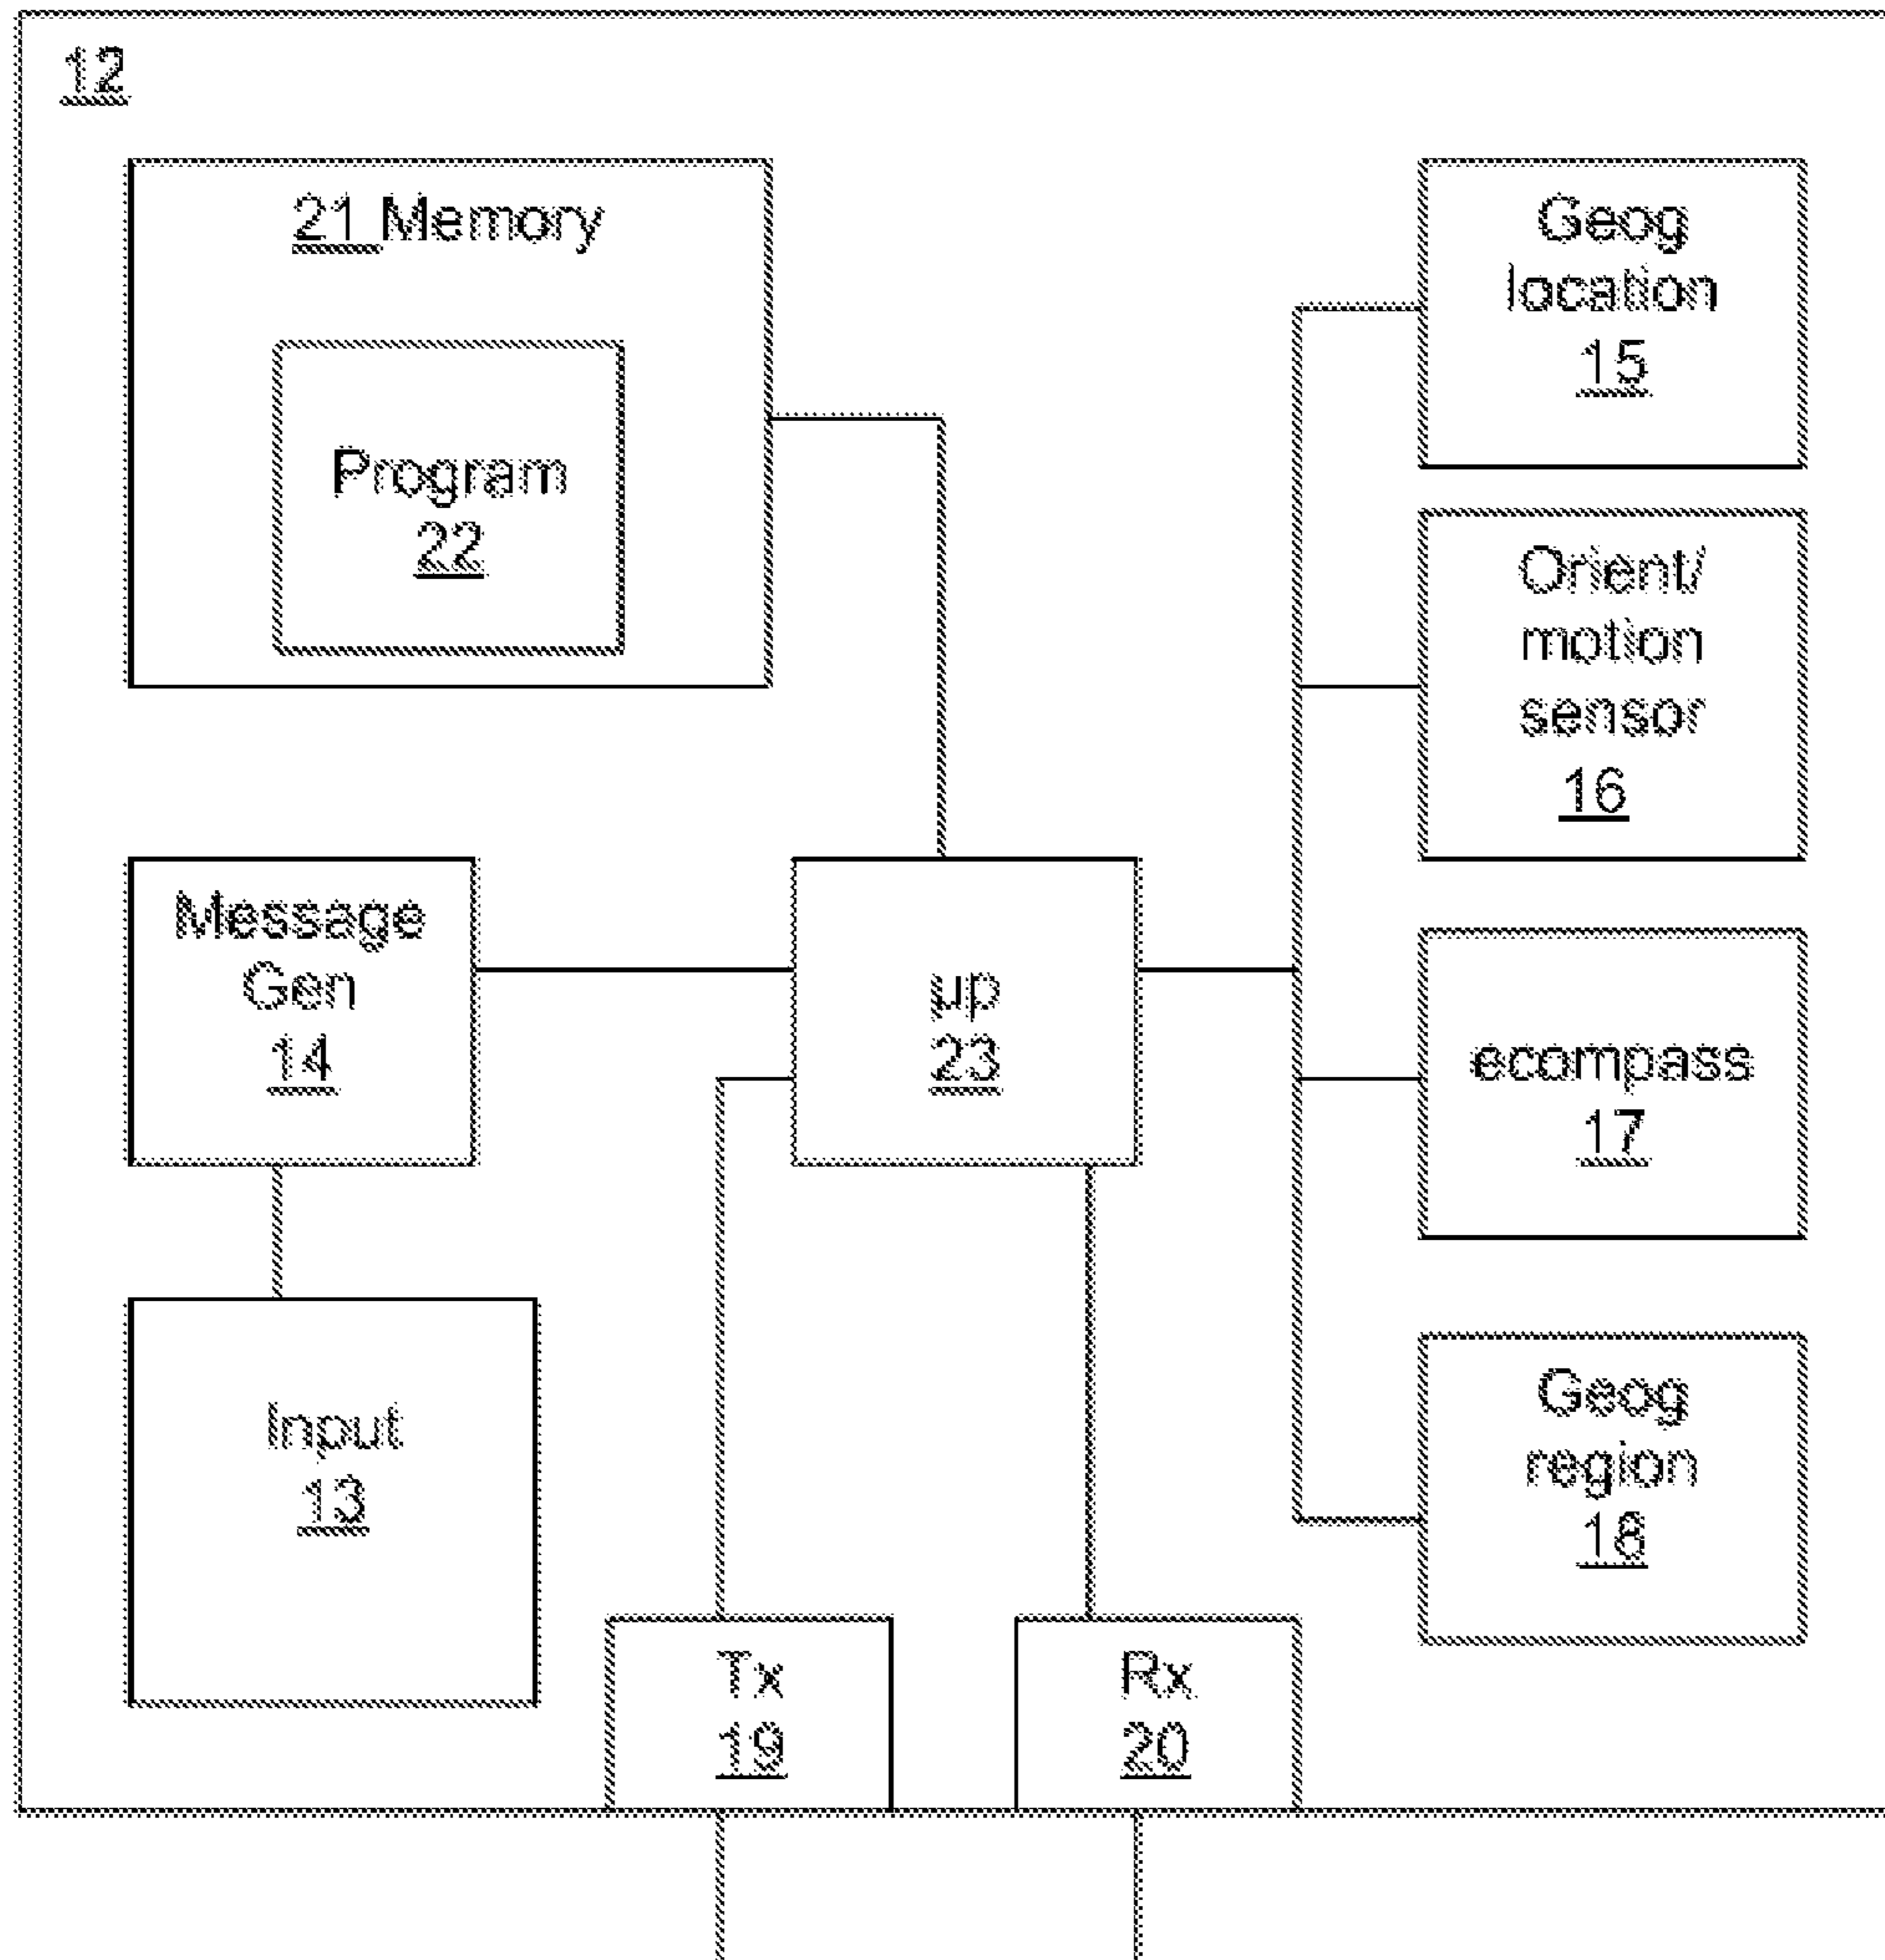 12
21 Memory
Program
22
Geog
location
15
Orient/
motion
sensor
16
Message
Gen
14
µp
23
ecompass
17
Input
13
Geog
region
18
Tx
19
Rx
20